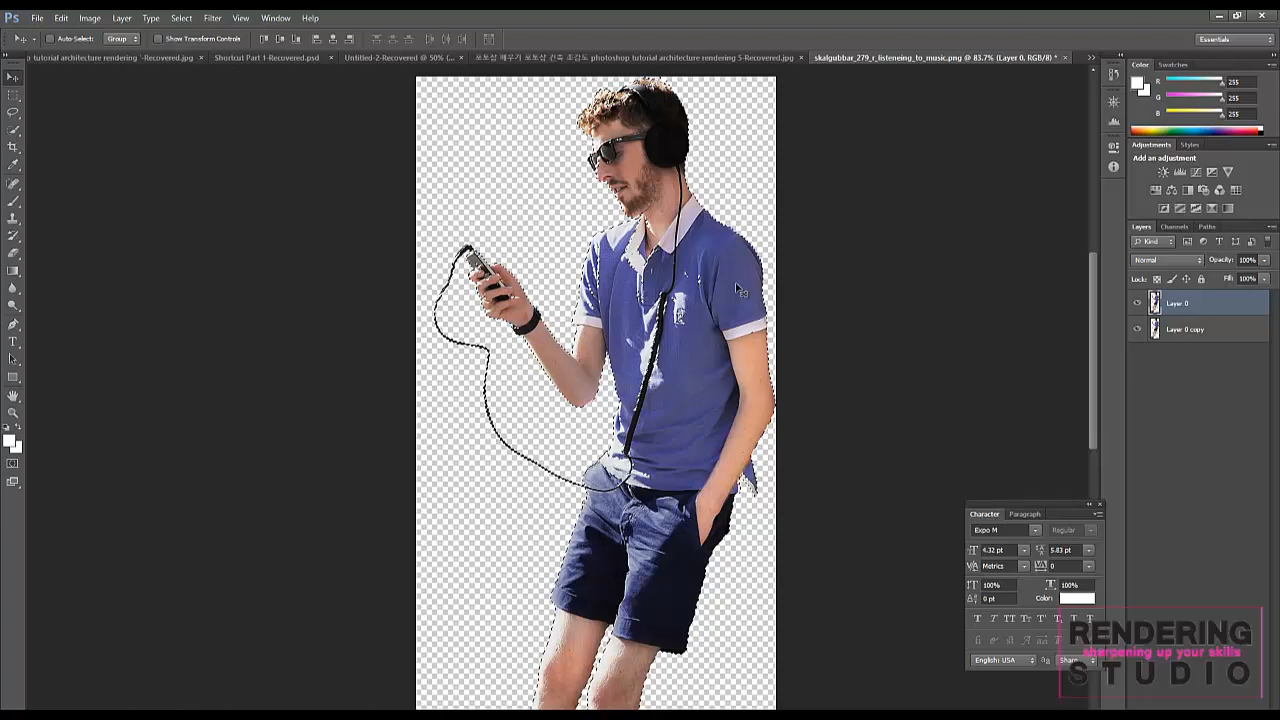 Ps File Edit Image Layer Type Select Filter View Window Help
Auto-Select: Group Show Transform Controls Essentials
p tutorial architecture rendering '-Recovered.jpg × Shortcut Part 1-Recovered.psd × Untitled-2-Recovered @ 50% (... × 포토샵 배우기 포토샵 건축 조감도 photoshop tutorial architecture rendering 5-Recovered.jpg × skalgubbar_279_r_listeneing_to_music.png @ 83.7% (Layer 0, RGB/8) * ×
Color Swatches
R 255
G 255
B 255
Adjustments Styles
Add an adjustment
Layers Channels Paths
Kind
Normal Opacity: 100%
Lock: Fill: 100%
Layer 0
Layer 0 copy
Character Paragraph
Expo M Regular
4.32 pt 5.83 pt
Metrics 0
100% 100%
0 pt Color:
English: USA aa Sharp
RENDERING
sharpening up your skills
STUDIO